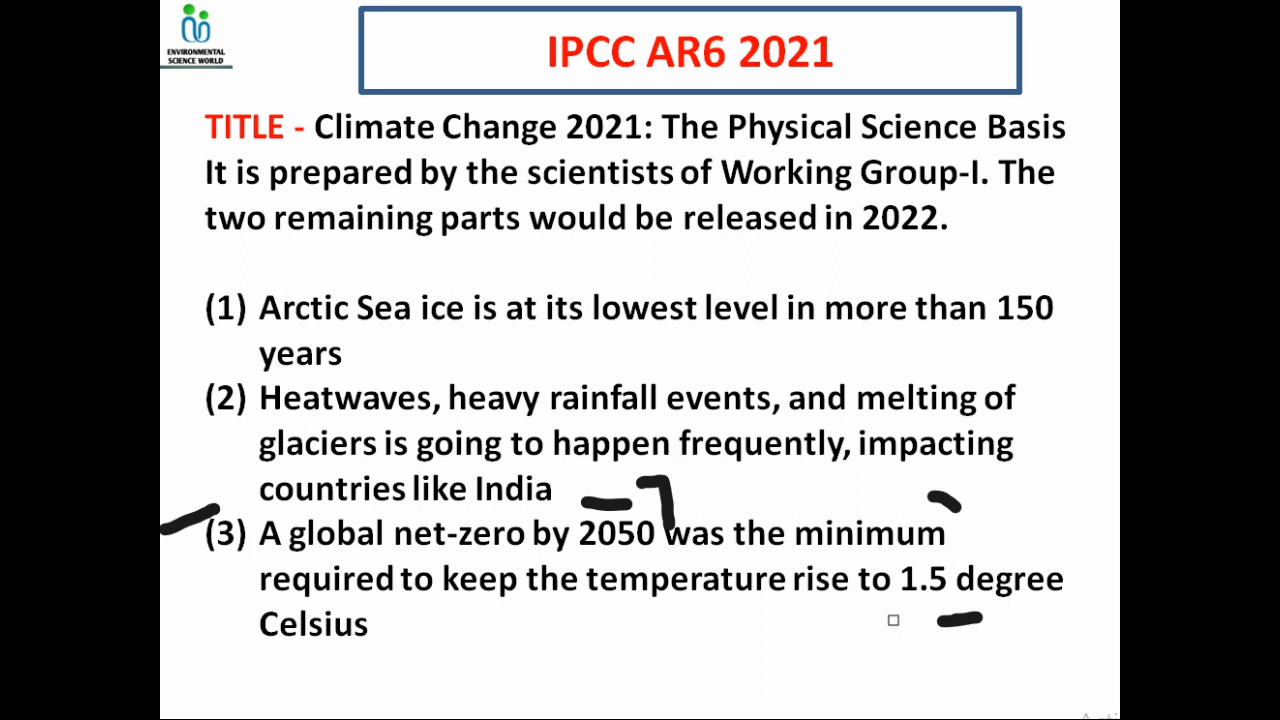 ENVIRONMENTAL
SCIENCE WORLD
IPCC AR6 2021
TITLE - Climate Change 2021: The Physical Science Basis
It is prepared by the scientists of Working Group-I. The
two remaining parts would be released in 2022.
(1) Arctic Sea ice is at its lowest level in more than 150
years
(2) Heatwaves, heavy rainfall events, and melting of
glaciers is going to happen frequently, impacting
countries like India
(3) A global net-zero by 2050 was the minimum
required to keep the temperature rise to 1.5 degree
Celsius